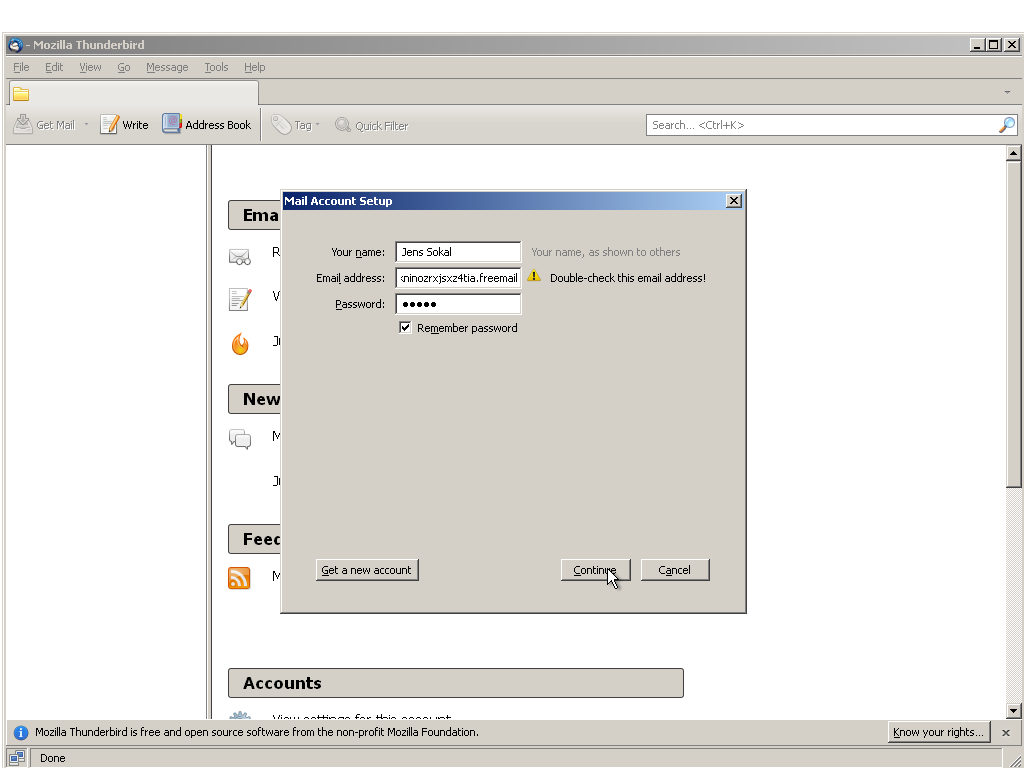 - Mozilla Thunderbird
File Edit View Go Message Tools Help
Get Mail Write Address Book Tag Quick Filter Search... <Ctrl+K>
Mail Account Setup
Ema
Your name: Jens Sokal Your name, as shown to others
Email address: ninozrxjsxz4tia.freemail Double-check this email address!
Password: •••••
Remember password
New
Feed
Get a new account Continue Cancel
Accounts
View settings for this account
Mozilla Thunderbird is free and open source software from the non-profit Mozilla Foundation. Know your rights...
Done